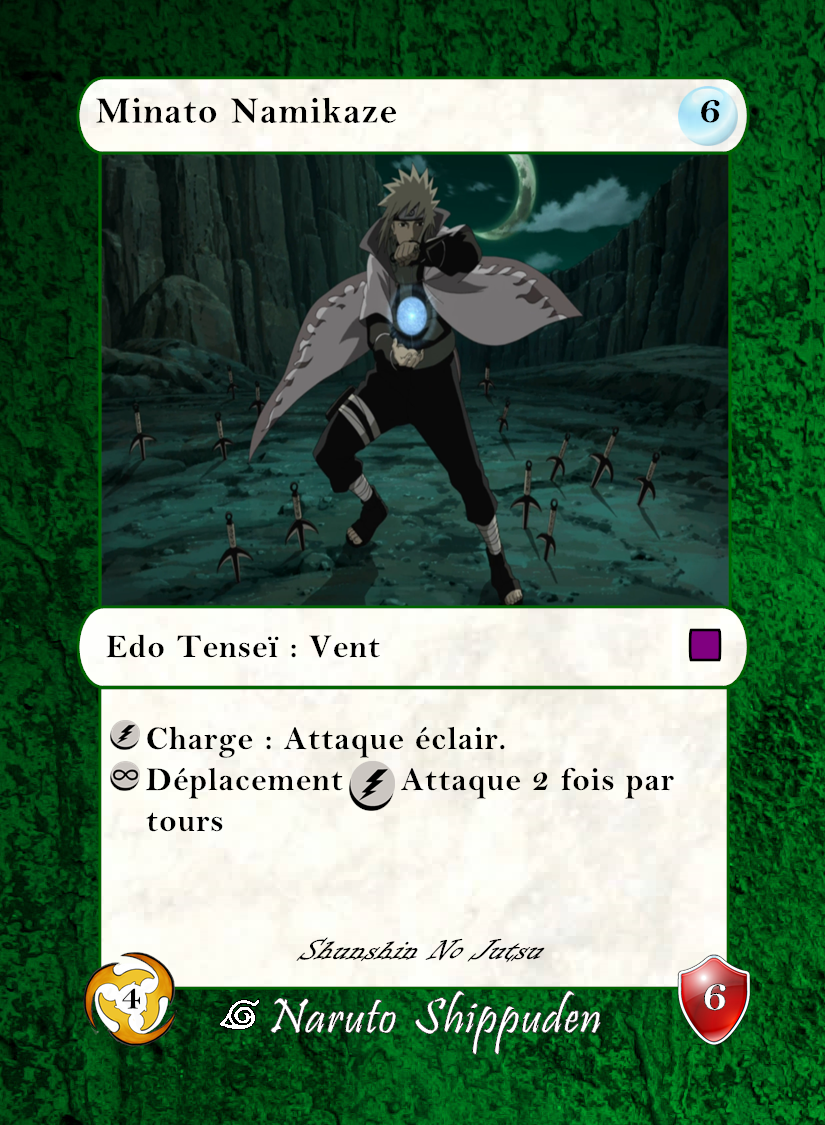 Minato Namikaze
6
Edo Tenseï : Vent
Charge : Attaque éclair.
Déplacement Attaque 2 fois par
tours
Shunshin No Jutsu
4
Naruto Shippuden
6